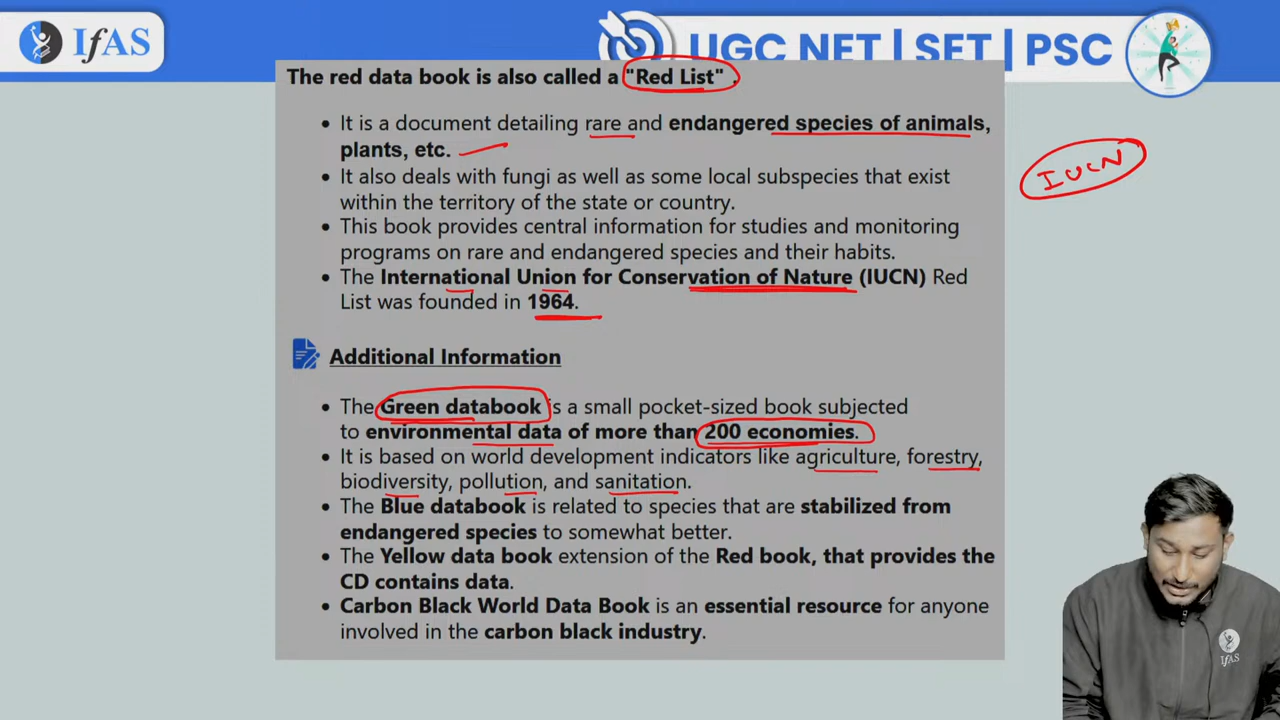 IfAS
UGC NET | SET | PSC
The red data book is also called a "Red List" .
• It is a document detailing rare and endangered species of animals,
plants, etc.
IUCN
• It also deals with fungi as well as some local subspecies that exist
within the territory of the state or country.
• This book provides central information for studies and monitoring
programs on rare and endangered species and their habits.
• The International Union for Conservation of Nature (IUCN) Red
List was founded in 1964.
Additional Information
• The Green databook is a small pocket-sized book subjected
to environmental data of more than 200 economies.
• It is based on world development indicators like agriculture, forestry,
biodiversity, pollution, and sanitation.
• The Blue databook is related to species that are stabilized from
endangered species to somewhat better.
• The Yellow data book extension of the Red book, that provides the
CD contains data.
• Carbon Black World Data Book is an essential resource for anyone
involved in the carbon black industry.
IfAS